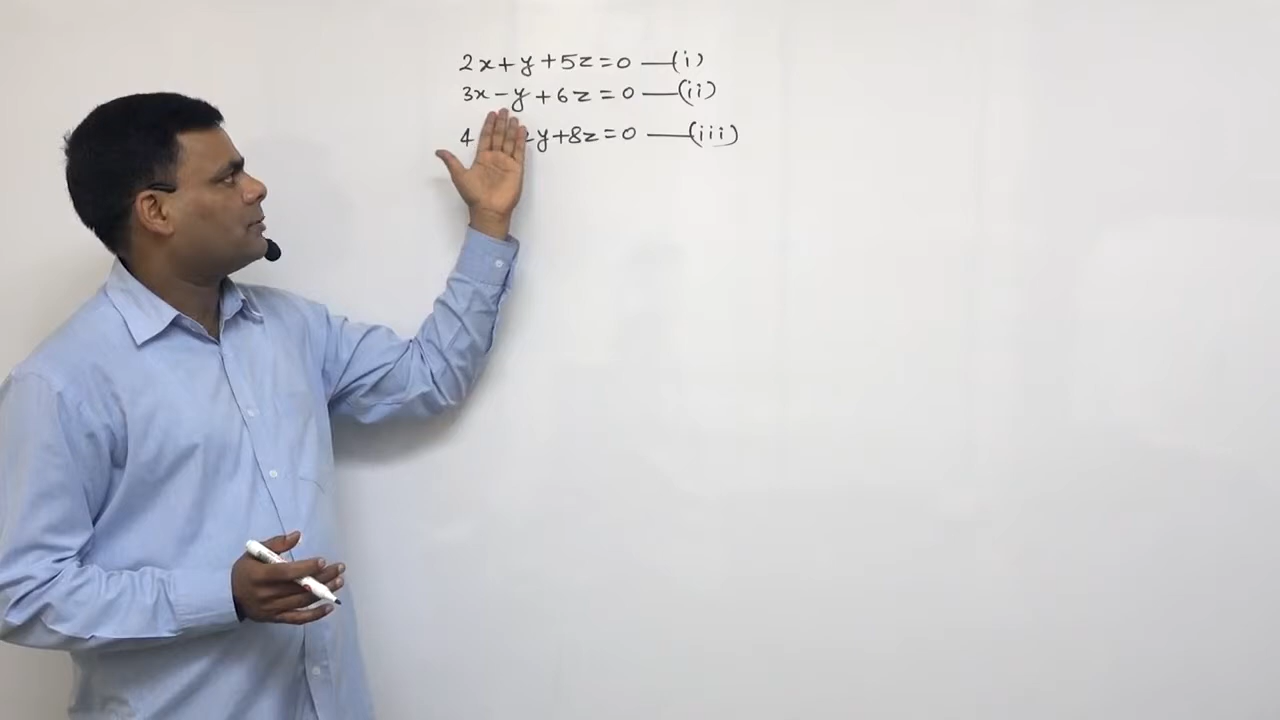 2x+y+5z=0 —(i)
3x-y+6z=0 —(ii)
4 y+8z=0 —(iii)